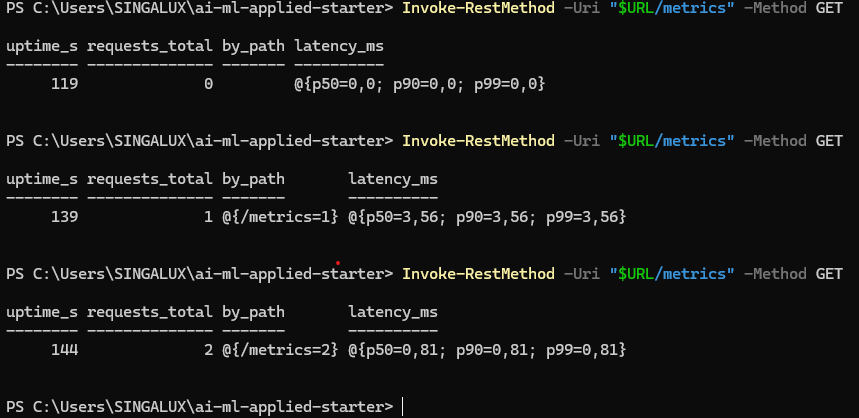 PS C:\Users\SINGALUX\ai-ml-applied-starter> Invoke-RestMethod -Uri "$URL/metrics" -Method GET
uptime_s requests_total by_path latency_ms
-------- -------------- ------- ----------
119 0 @{p50=0,0; p90=0,0; p99=0,0}
PS C:\Users\SINGALUX\ai-ml-applied-starter> Invoke-RestMethod -Uri "$URL/metrics" -Method GET
uptime_s requests_total by_path latency_ms
-------- -------------- ------- ----------
139 1 @{/metrics=1} @{p50=3,56; p90=3,56; p99=3,56}
PS C:\Users\SINGALUX\ai-ml-applied-starter> Invoke-RestMethod -Uri "$URL/metrics" -Method GET
uptime_s requests_total by_path latency_ms
-------- -------------- ------- ----------
144 2 @{/metrics=2} @{p50=0,81; p90=0,81; p99=0,81}
PS C:\Users\SINGALUX\ai-ml-applied-starter>